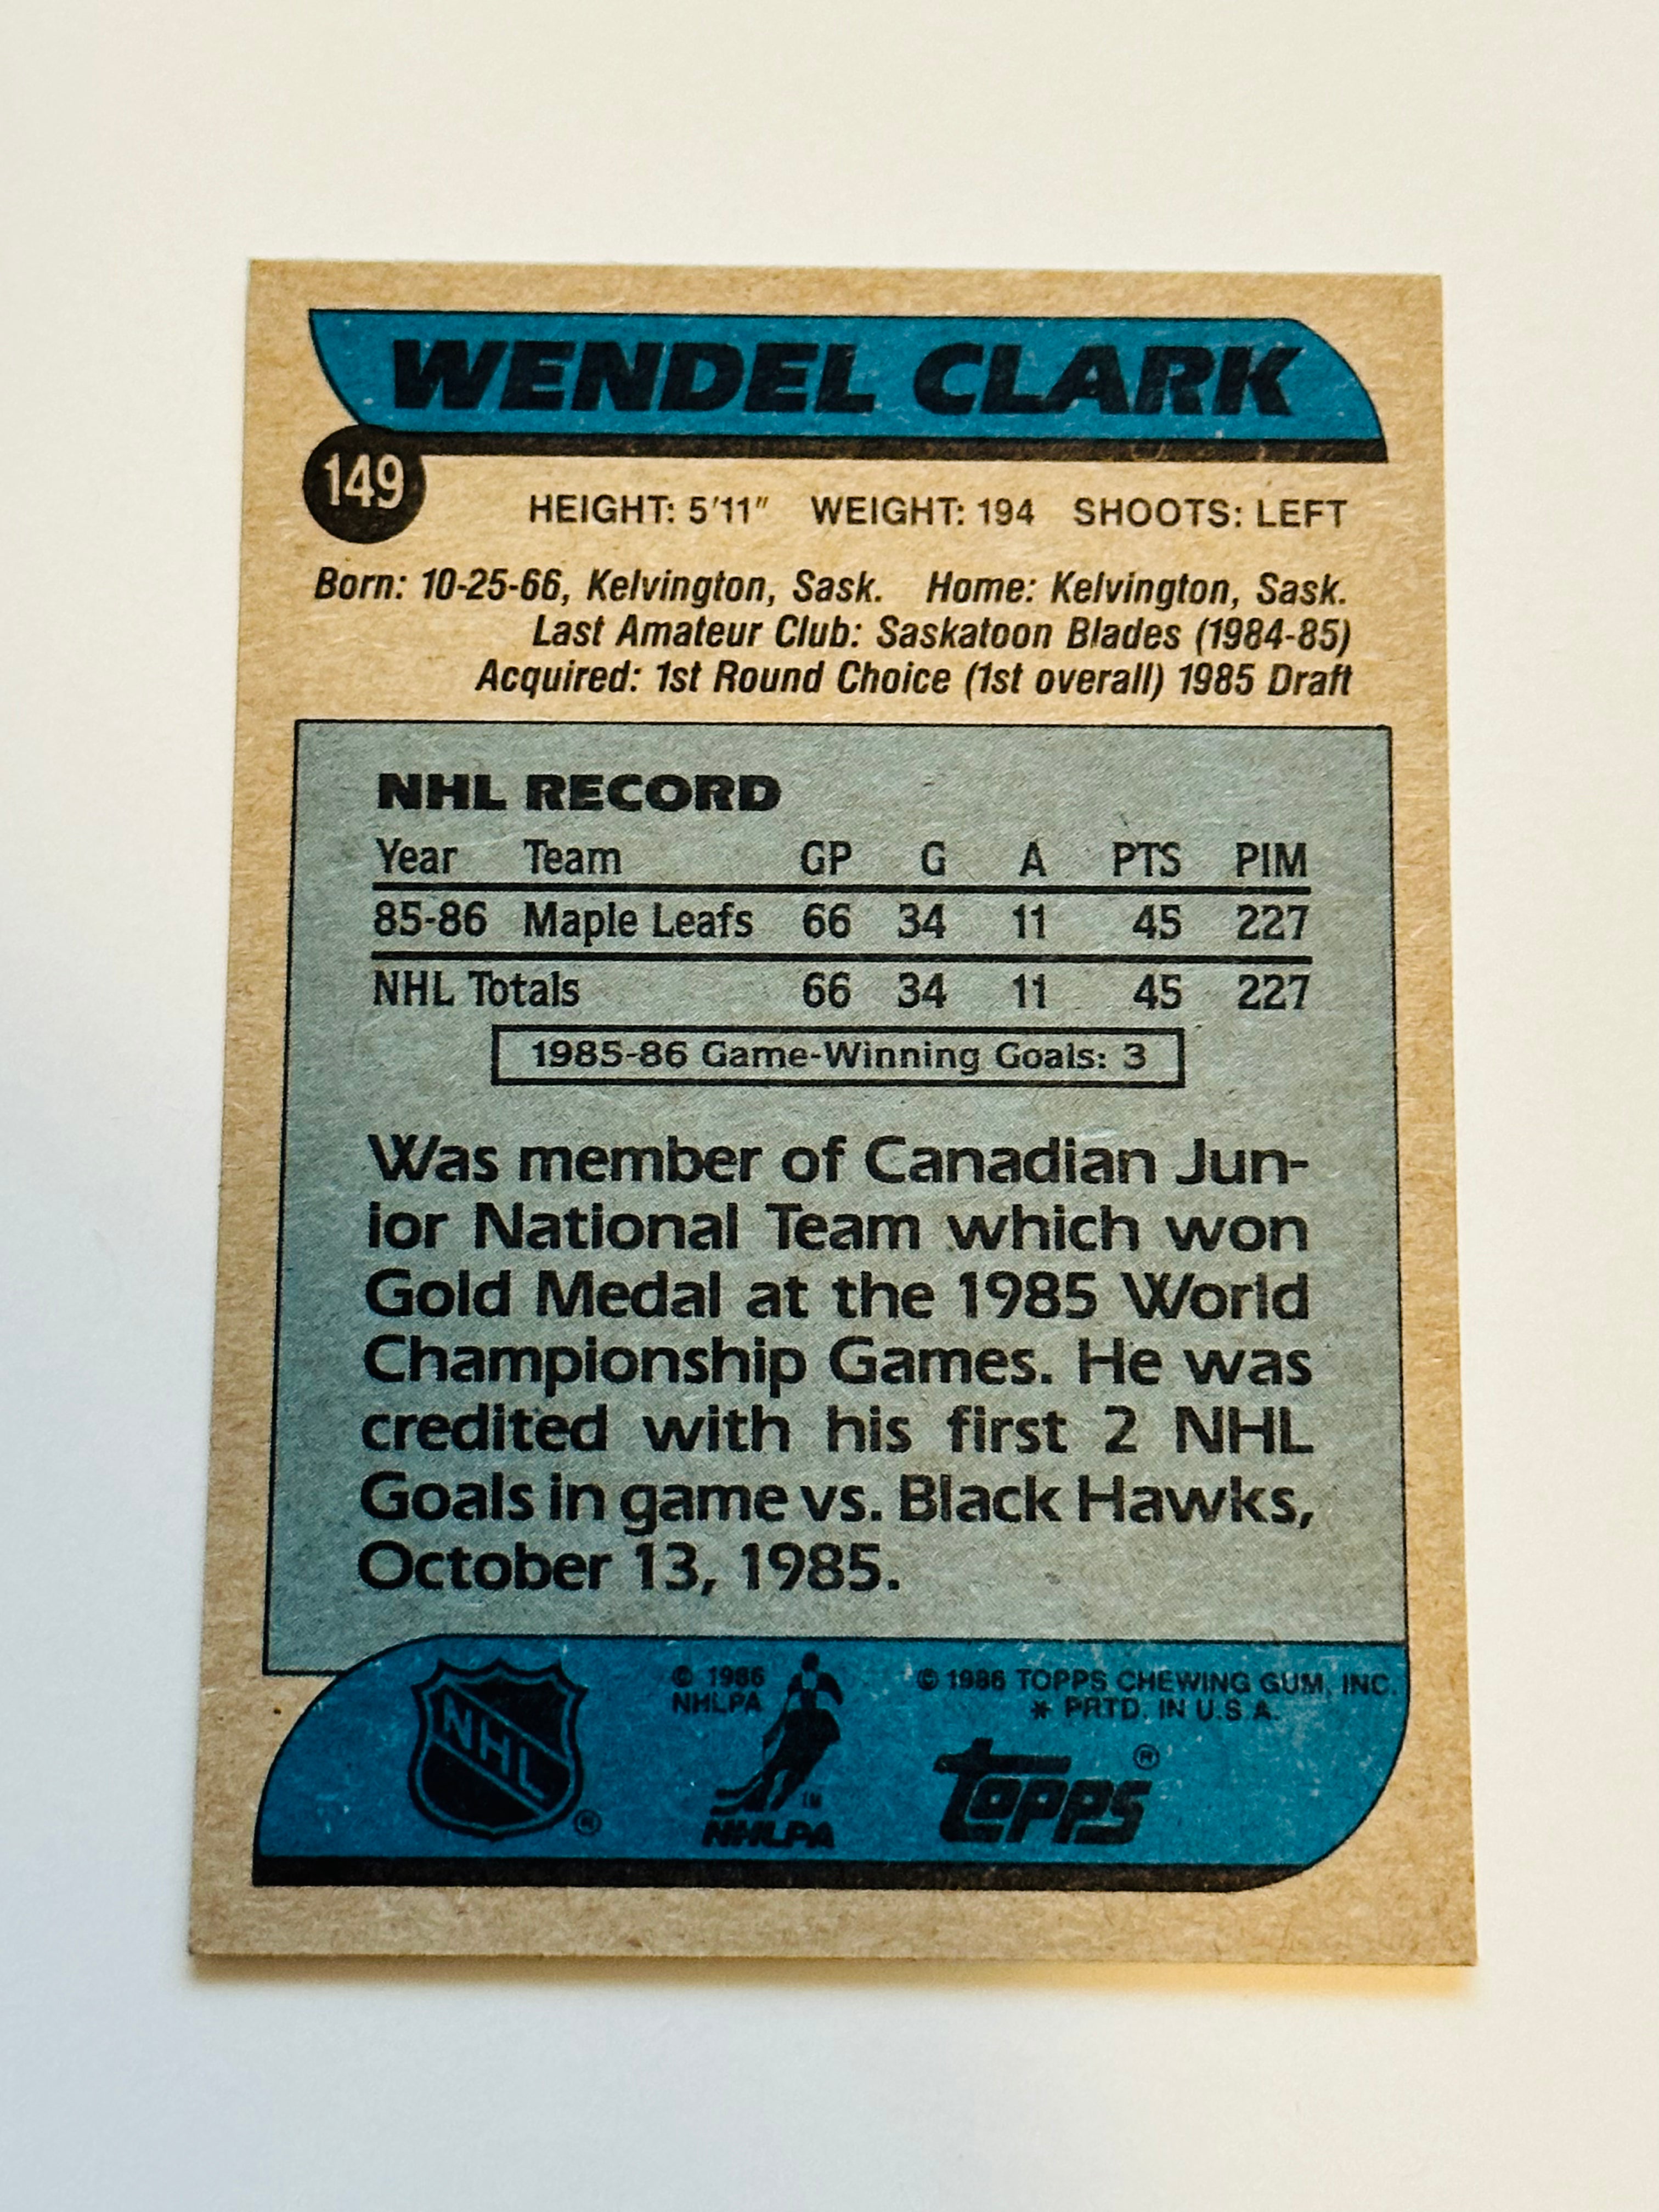 WENDEL CLARK
149
HEIGHT: 5'11" WEIGHT: 194 SHOOTS: LEFT
Born: 10-25-66, Kelvington, Sask. Home: Kelvington, Sask.
Last Amateur Club: Saskatoon Blades (1984-85)
Acquired: 1st Round Choice (1st overall) 1985 Draft
NHL RECORD
Year Team GP G A PTS PIM
85-86 Maple Leafs 66 34 11 45 227
NHL Totals 66 34 11 45 227
1985-86 Game-Winning Goals: 3
Was member of Canadian Jun-
ior National Team which won
Gold Medal at the 1985 World
Championship Games. He was
credited with his first 2 NHL
Goals in game vs. Black Hawks,
October 13, 1985.
NHL ®
© 1986
NHLPA
TM
NHLPA
© 1986 TOPPS CHEWING GUM, INC.
* PRTD. IN U.S.A.
Topps ®